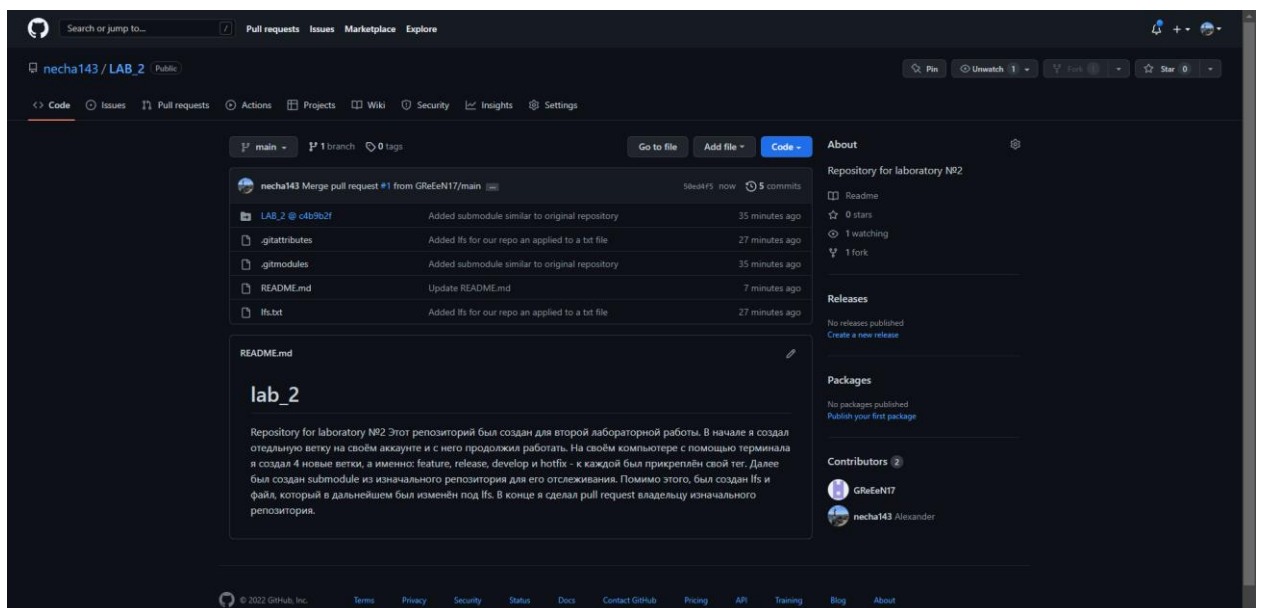 Search or jump to... / Pull requests Issues Marketplace Explore
necha143 / LAB_2 Public
Pin Unwatch 1 Fork 1 Star 0
Code Issues Pull requests Actions Projects Wiki Security Insights Settings
main 1 branch 0 tags Go to file Add file Code
necha143 Merge pull request #1 from GReEeN17/main ... 58ed4f5 now 5 commits
LAB_2 @ c4b9b2f Added submodule similar to original repository 35 minutes ago
.gitattributes Added lfs for our repo an applied to a txt file 27 minutes ago
.gitmodules Added submodule similar to original repository 35 minutes ago
README.md Update README.md 7 minutes ago
lfs.txt Added lfs for our repo an applied to a txt file 27 minutes ago
README.md
lab_2
Repository for laboratory №2 Этот репозиторий был создан для второй лабораторной работы. В начале я создал
отедльную ветку на своём аккаунте и с него продолжил работать. На своём компьютере с помощью терминала
я создал 4 новые ветки, а именно: feature, release, develop и hotfix - к каждой был прикреплён свой тег. Далее
был создан submodule из изначального репозитория для его отслеживания. Помимо этого, был создан lfs и
файл, который в дальнейшем был изменён под lfs. В конце я сделал pull request владельцу изначального
репозитория.
About
Repository for laboratory №2
Readme
0 stars
1 watching
1 fork
Releases
No releases published
Create a new release
Packages
No packages published
Publish your first package
Contributors 2
GReEeN17
necha143 Alexander
© 2022 GitHub, Inc. Terms Privacy Security Status Docs Contact GitHub Pricing API Training Blog About